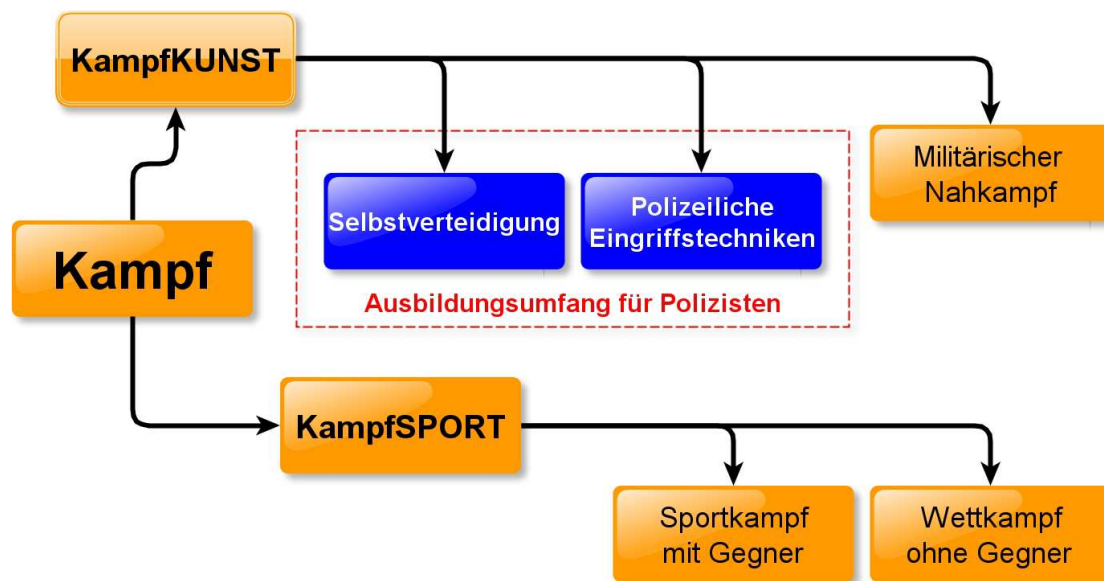 KampfKUNST
Militärischer
Nahkampf
Selbstverteidigung
Polizeiliche
Eingriffstechniken
Kampf
Ausbildungsumfang für Polizisten
KampfSPORT
Sportkampf
mit Gegner
Wettkampf
ohne Gegner